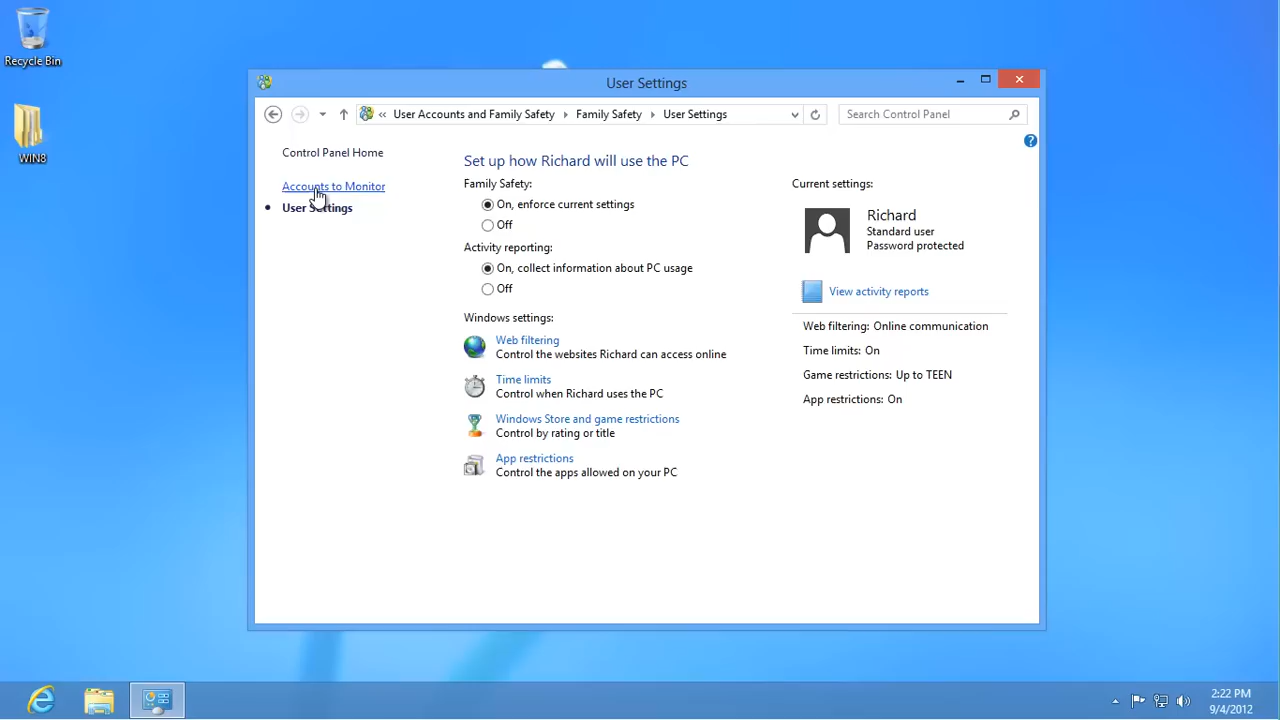 Recycle Bin
WIN8
User Settings
« User Accounts and Family Safety Family Safety User Settings
Search Control Panel
Control Panel Home
Accounts to Monitor
User Settings
Set up how Richard will use the PC
Family Safety:
On, enforce current settings
Off
Activity reporting:
On, collect information about PC usage
Off
Windows settings:
Web filtering
Control the websites Richard can access online
Time limits
Control when Richard uses the PC
Windows Store and game restrictions
Control by rating or title
App restrictions
Control the apps allowed on your PC
Current settings:
Richard
Standard user
Password protected
View activity reports
Web filtering: Online communication
Time limits: On
Game restrictions: Up to TEEN
App restrictions: On
2:22 PM
9/4/2012